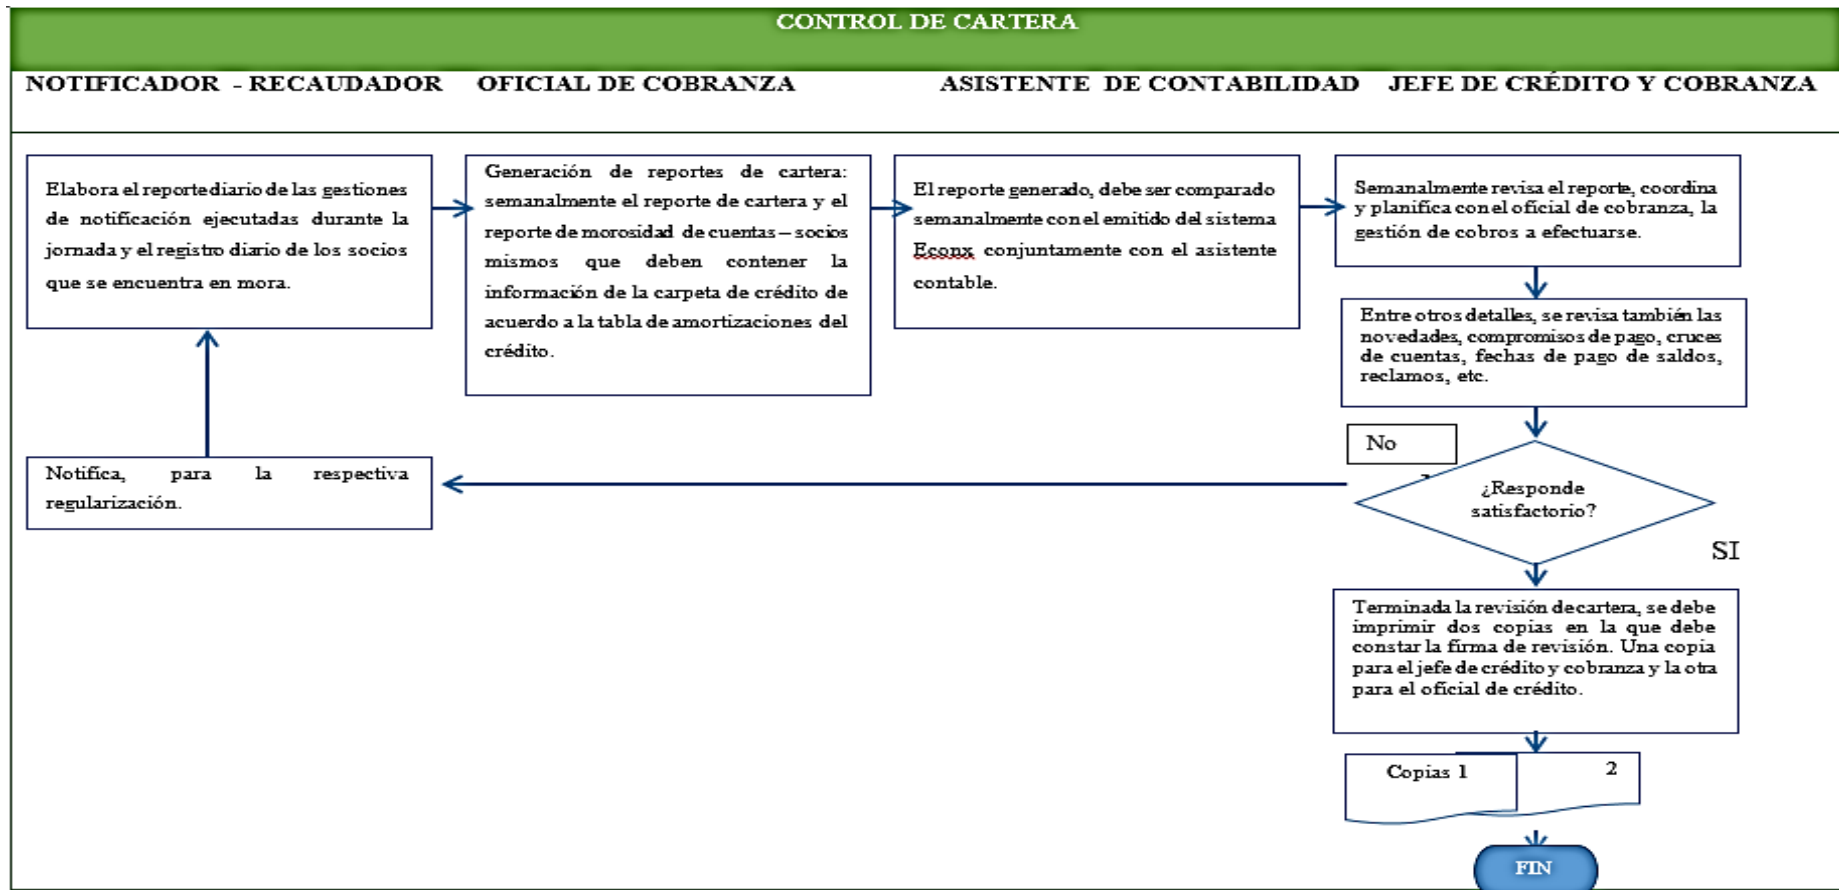 CONTROL DE CARTERA
NOTIFICADOR - RECAUDADOR
OFICIAL DE COBRANZA
ASISTENTE DE CONTABILIDAD
JEFE DE CRÉDITO Y COBRANZA
Elabora el reporte diario de las gestiones
de notificación ejecutadas durante la
jornada y el registro diario de los socios
que se encuentra en mora.
Generación de reportes de cartera:
semanalmente el reporte de cartera y el
reporte de morosidad de cuentas – socios
mismos que deben contener la
información de la carpeta de crédito de
acuerdo a la tabla de amortizaciones del
crédito.
El reporte generado, debe ser comparado
semanalmente con el emitido del sistema
Econx conjuntamente con el asistente
contable.
Semanalmente revisa el reporte, coordina
y planifica con el oficial de cobranza, la
gestión de cobros a efectuarse.
Entre otros detalles, se revisa también las
novedades, compromisos de pago, cruces
de cuentas, fechas de pago de saldos,
reclamos, etc.
No
¿Responde
satisfactorio?
SI
Notifica, para la respectiva
regularización.
Terminada la revisión de cartera, se debe
imprimir dos copias en la que debe
constar la firma de revisión. Una copia
para el jefe de crédito y cobranza y la otra
para el oficial de crédito.
Copias 1
2
FIN